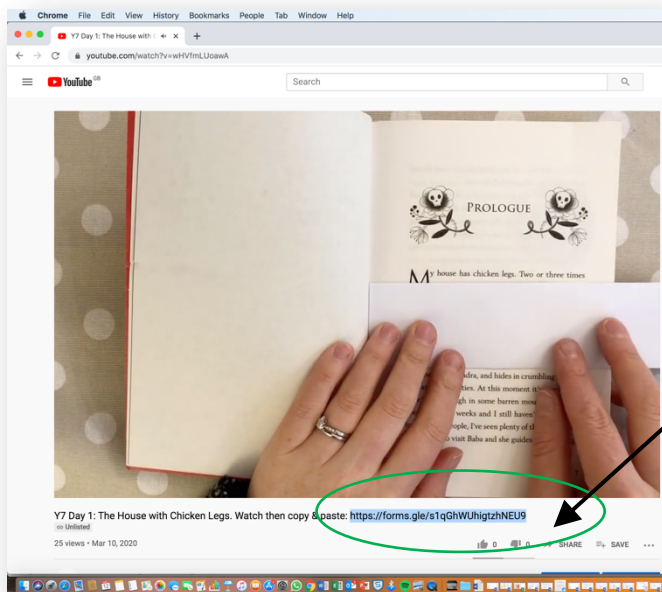 Chrome File Edit View History Bookmarks People Tab Window Help
Y7 Day 1: The House with
youtube.com/watch?v=wHVfmLUoawA
YouTube GB
Search
PROLOGUE
My house has chicken legs. Two or three times
and hides in crumbling
ties. At this moment it
gh in some barren mou
weeks and I still haven'
ople, I've seen plenty of
visit Baba and she guides
Y7 Day 1: The House with Chicken Legs. Watch then copy & paste: https://forms.gle/s1qGhWUhigtzhNEU9
Unlisted
25 views • Mar 10, 2020
0 0 SHARE SAVE